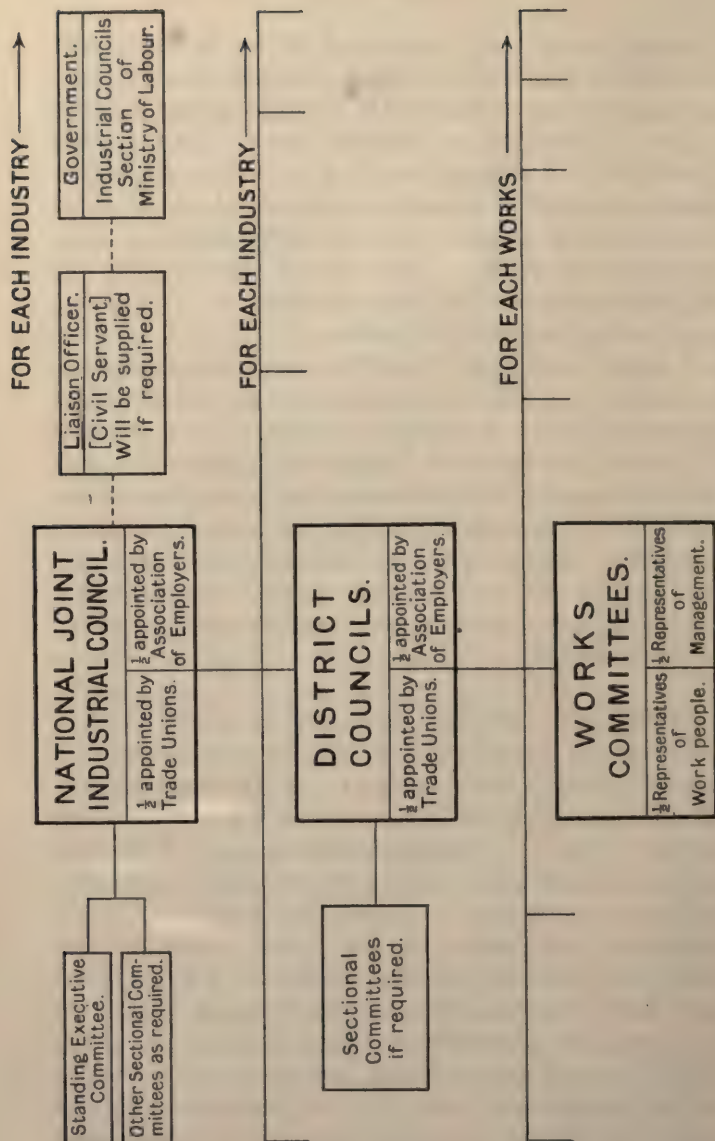 FOR EACH INDUSTRY
Standing Executive
Committee.
Other Sectional Com-
mittees as required.
NATIONAL JOINT
INDUSTRIAL COUNCIL.
½ appointed by
Trade Unions.
½ appointed by
Association
of Employers.
Liaison Officer.
[Civil Servant]
Will be supplied
if required.
Government.
Industrial Councils
Section
of
Ministry of Labour.
FOR EACH INDUSTRY
Sectional
Committees
if required.
DISTRICT
COUNCILS.
½ appointed by
Trade Unions.
½ appointed by
Association
of Employers.
FOR EACH WORKS
WORKS
COMMITTEES.
½ Representatives
of
Work people.
½ Representatives
of
Management.